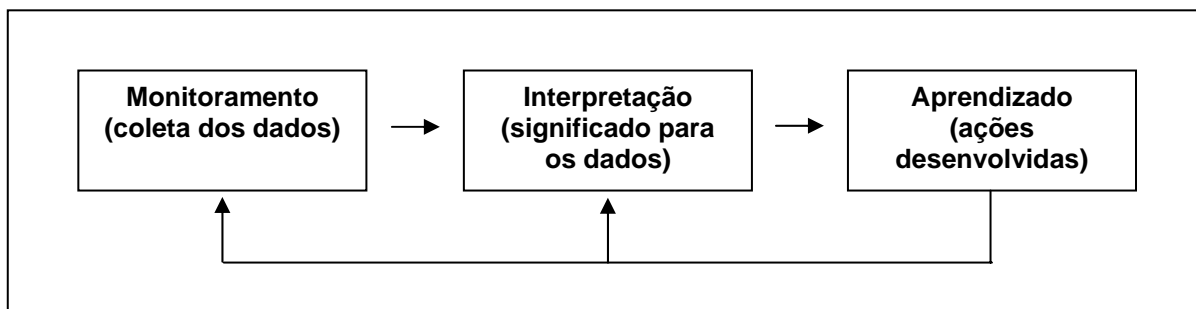 Monitoramento
(coleta dos dados)
Interpretação
(significado para
os dados)
Aprendizado
(ações
desenvolvidas)